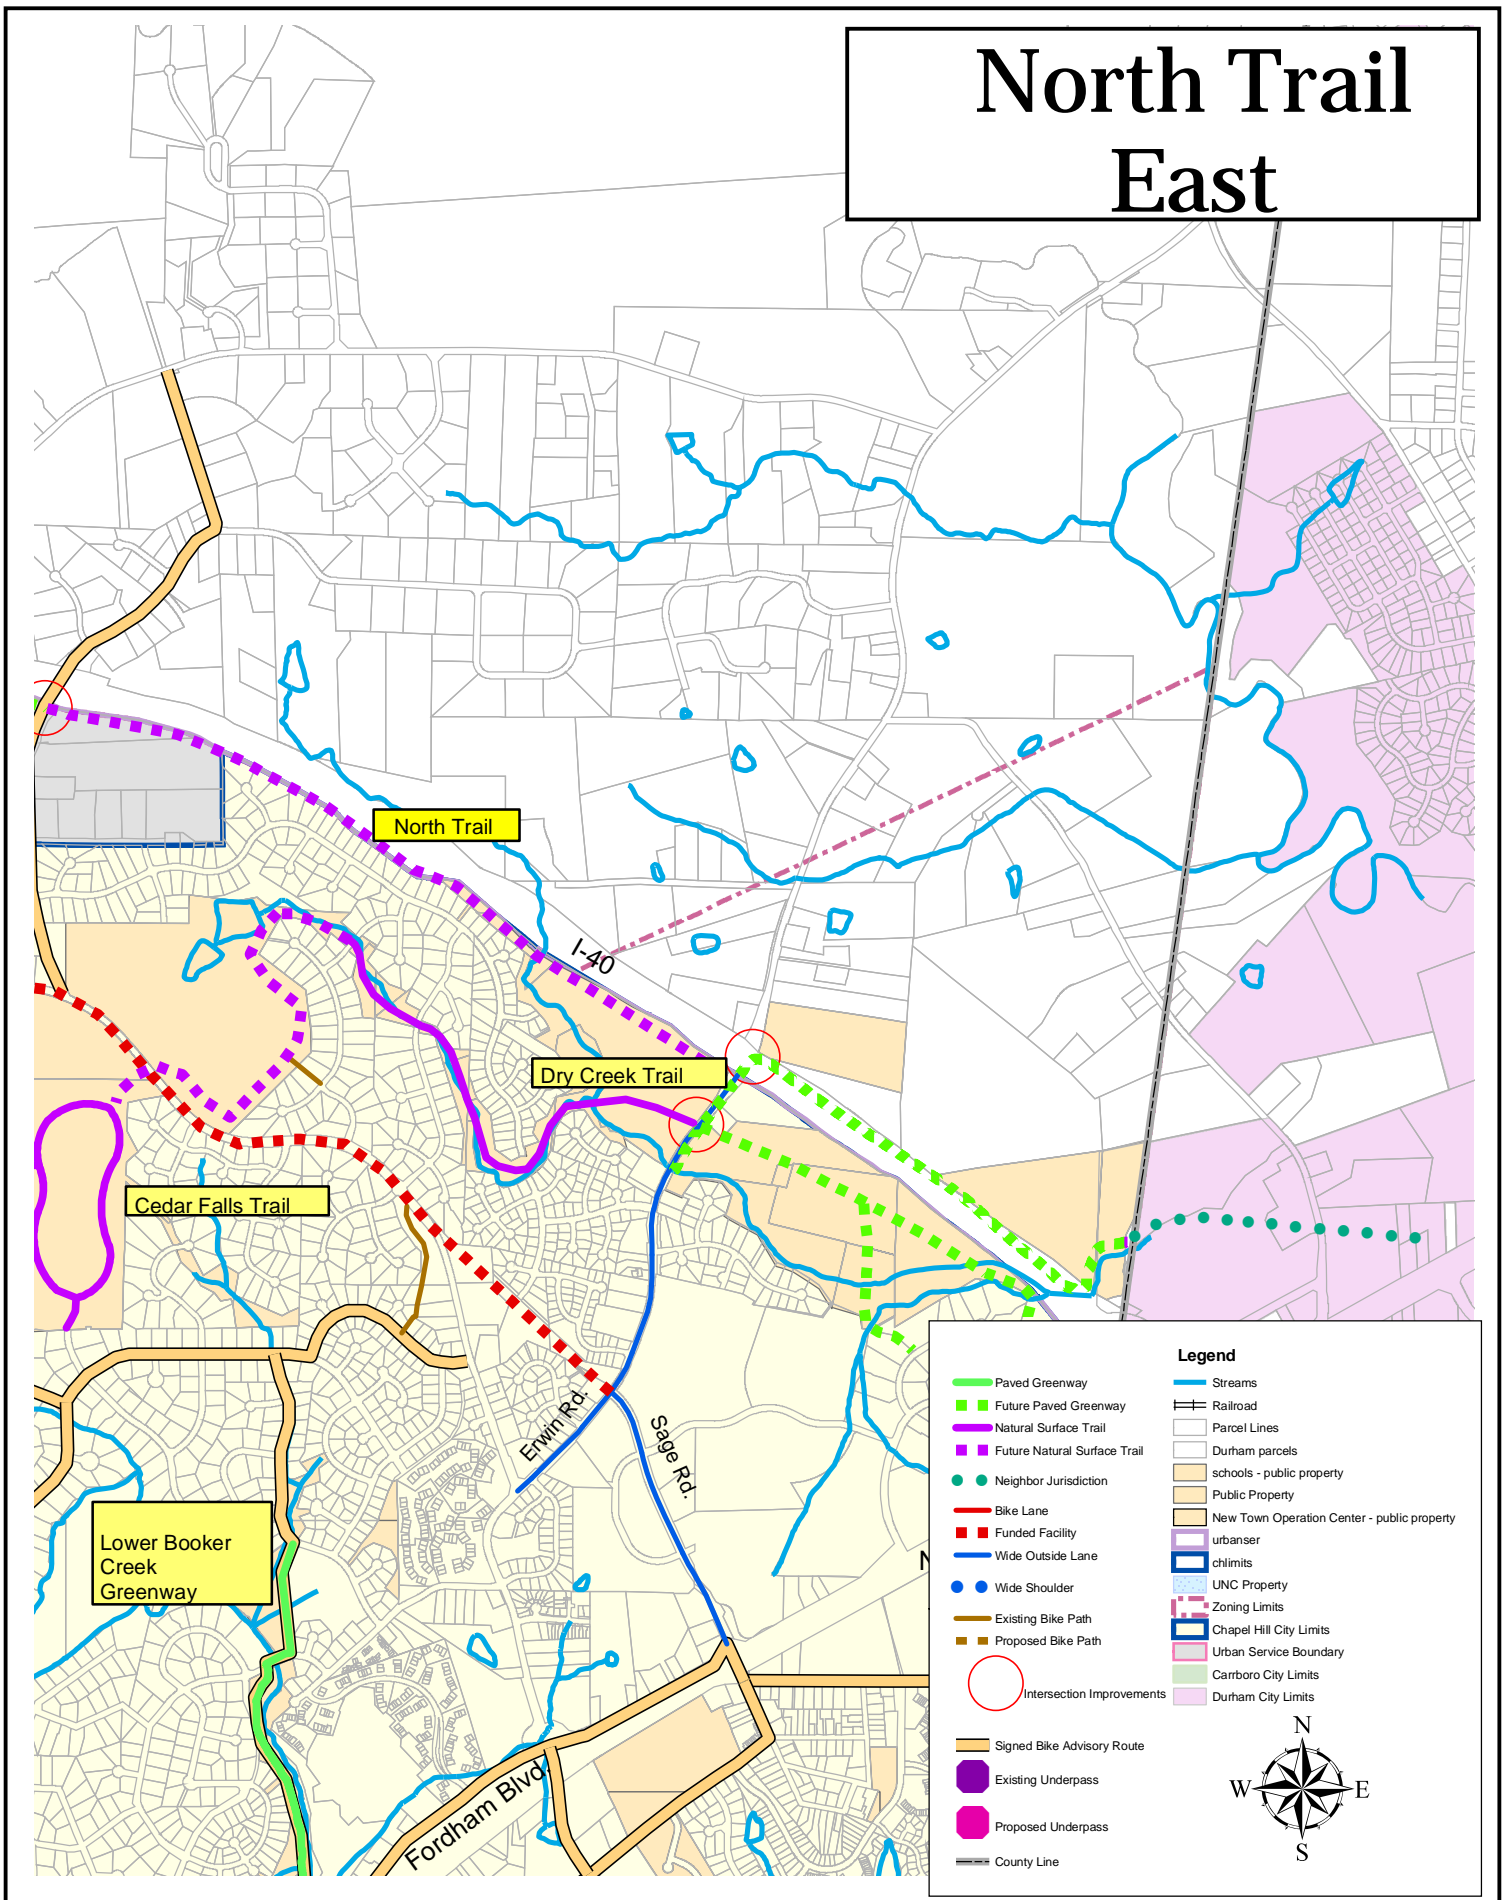 North Trail
East
North Trail
I-40
Dry Creek Trail
Cedar Falls Trail
Erwin Rd.
Sage Rd.
Lower Booker
Creek
Greenway
N
Fordham Blvd.
Legend
Paved Greenway
Future Paved Greenway
Natural Surface Trail
Future Natural Surface Trail
Neighbor Jurisdiction
Bike Lane
Funded Facility
Wide Outside Lane
Wide Shoulder
Existing Bike Path
Proposed Bike Path
Intersection Improvements
Signed Bike Advisory Route
Existing Underpass
Proposed Underpass
County Line
Streams
Railroad
Parcel Lines
Durham parcels
schools - public property
Public Property
New Town Operation Center - public property
urbanser
chlimits
UNC Property
Zoning Limits
Chapel Hill City Limits
Urban Service Boundary
Carrboro City Limits
Durham City Limits
N
W E
S